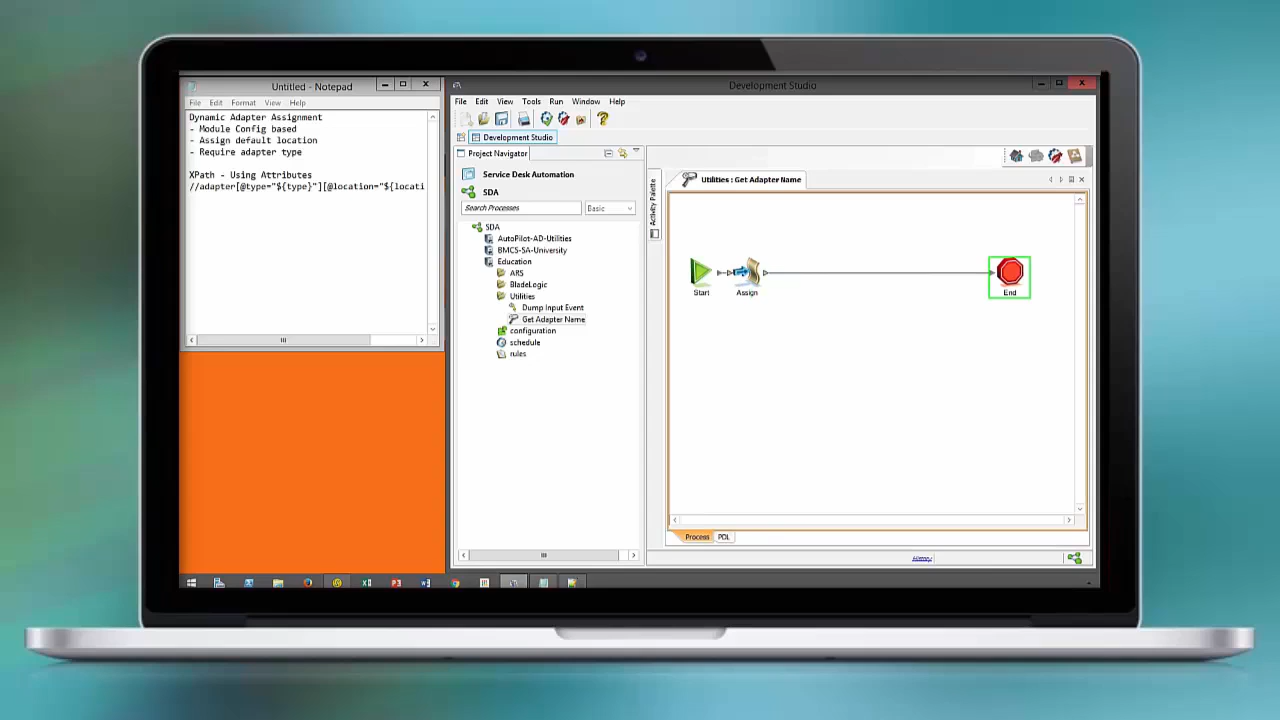 Untitled - Notepad
File Edit Format View Help
Dynamic Adapter Assignment
- Module Config based
- Assign default location
- Require adapter type
XPath - Using Attributes
//adapter[@type="${type}"][@location="${locati
Development Studio
File Edit View Tools Run Window Help
Development Studio
Project Navigator
Service Desk Automation
SDA
Search Processes
Basic
SDA
AutoPilot-AD-Utilities
BMCS-SA-University
Education
ARS
BladeLogic
Utilities
Dump Input Event
Get Adapter Name
configuration
schedule
rules
Activity Palette
Utilities : Get Adapter Name
Start
Assign
End
Process
PDL
History